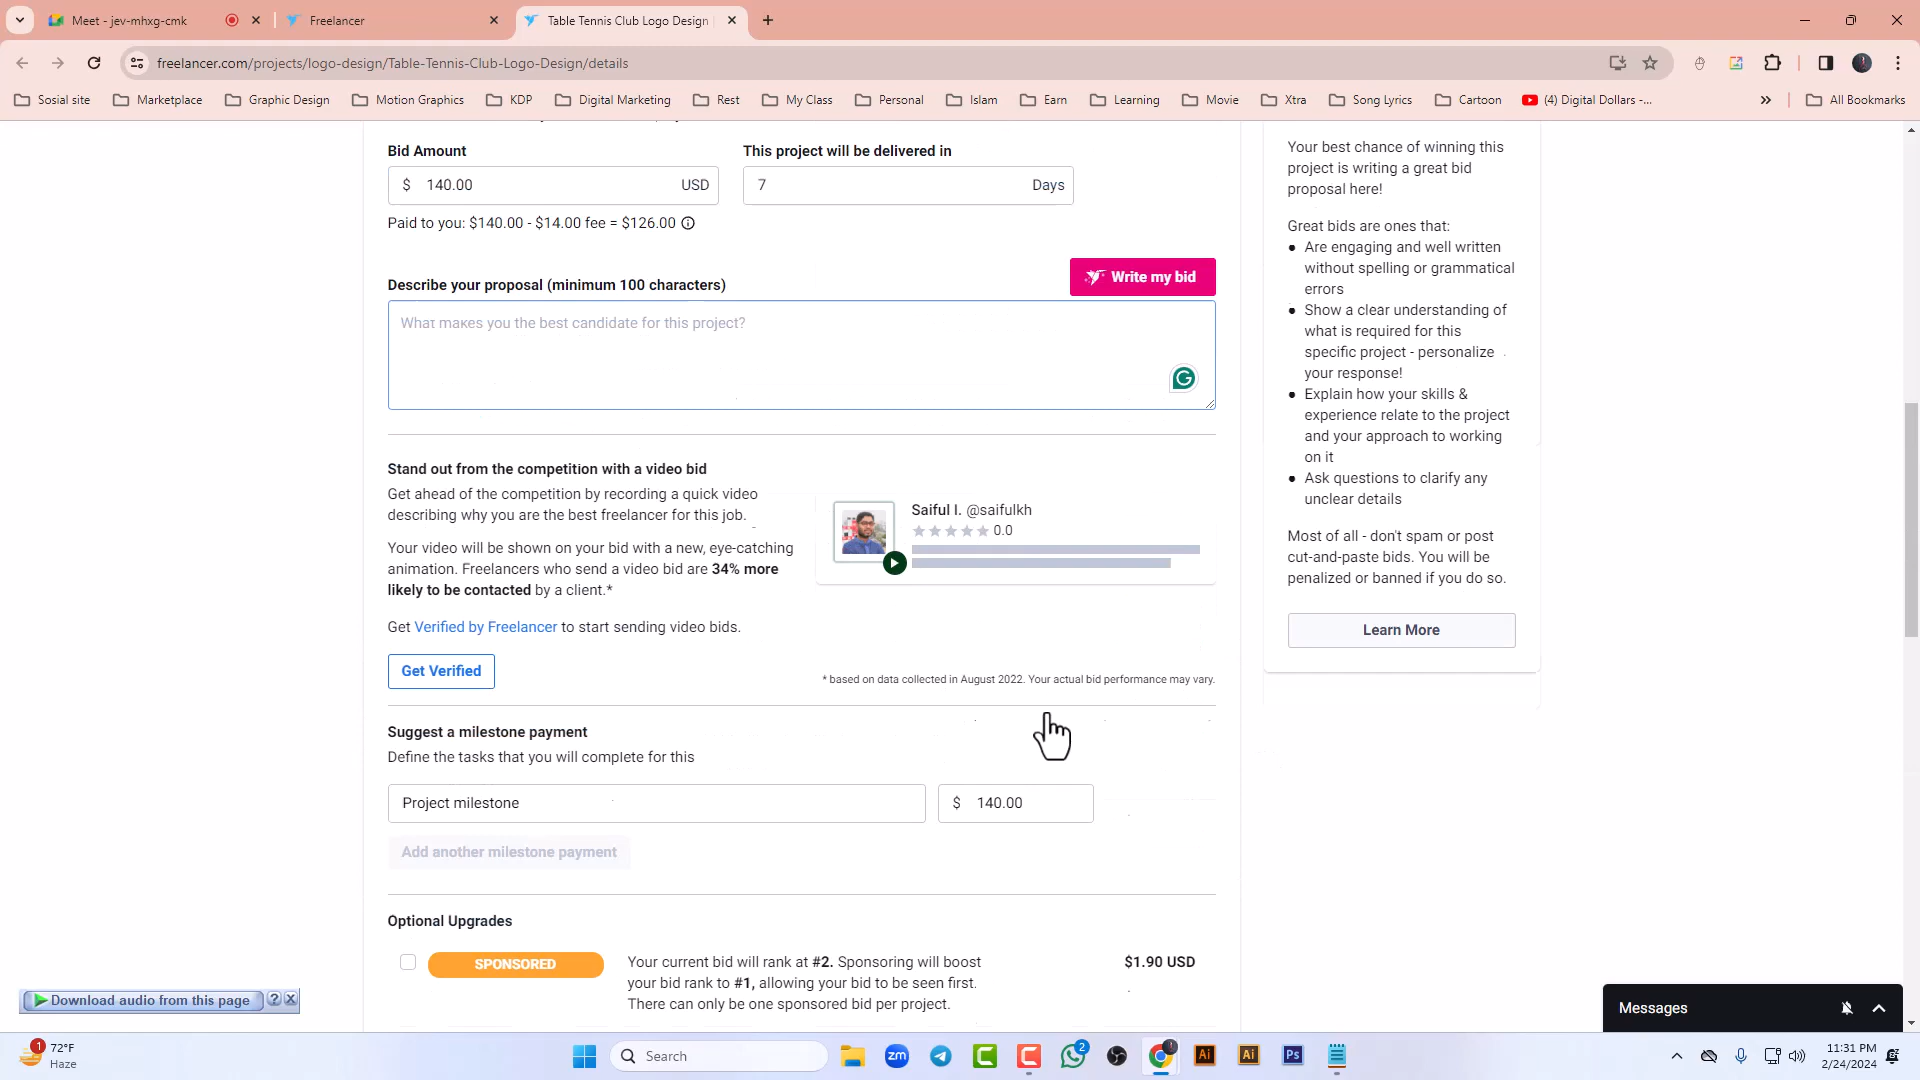 Meet - jev-mhxg-cmk
Freelancer
Table Tennis Club Logo Design
freelancer.com/projects/logo-design/Table-Tennis-Club-Logo-Design/details
Sosial site
Marketplace
Graphic Design
Motion Graphics
KDP
Digital Marketing
Rest
My Class
Personal
Islam
Earn
Learning
Movie
Xtra
Song Lyrics
Cartoon
(4) Digital Dollars -...
All Bookmarks
Bid Amount
This project will be delivered in
$ 140.00 USD
7 Days
Paid to you: $140.00 - $14.00 fee = $126.00
Describe your proposal (minimum 100 characters)
Write my bid
What makes you the best candidate for this project?
Stand out from the competition with a video bid
Get ahead of the competition by recording a quick video
describing why you are the best freelancer for this job.
Your video will be shown on your bid with a new, eye-catching
animation. Freelancers who send a video bid are 34% more
likely to be contacted by a client.*
Get Verified by Freelancer to start sending video bids.
Get Verified
Saiful I. @saifulkh
0.0
* based on data collected in August 2022. Your actual bid performance may vary.
Suggest a milestone payment
Define the tasks that you will complete for this
Project milestone
$ 140.00
Add another milestone payment
Optional Upgrades
SPONSORED
Your current bid will rank at #2. Sponsoring will boost
your bid rank to #1, allowing your bid to be seen first.
There can only be one sponsored bid per project.
$1.90 USD
Your best chance of winning this
project is writing a great bid
proposal here!
Great bids are ones that:
Are engaging and well written
without spelling or grammatical
errors
Show a clear understanding of
what is required for this
specific project - personalize
your response!
Explain how your skills &
experience relate to the project
and your approach to working
on it
Ask questions to clarify any
unclear details
Most of all - don't spam or post
cut-and-paste bids. You will be
penalized or banned if you do so.
Learn More
Download audio from this page
? X
Messages
1
72°F
Haze
Search
zm
2
Ai
Ai
Ps
11:31 PM
2/24/2024